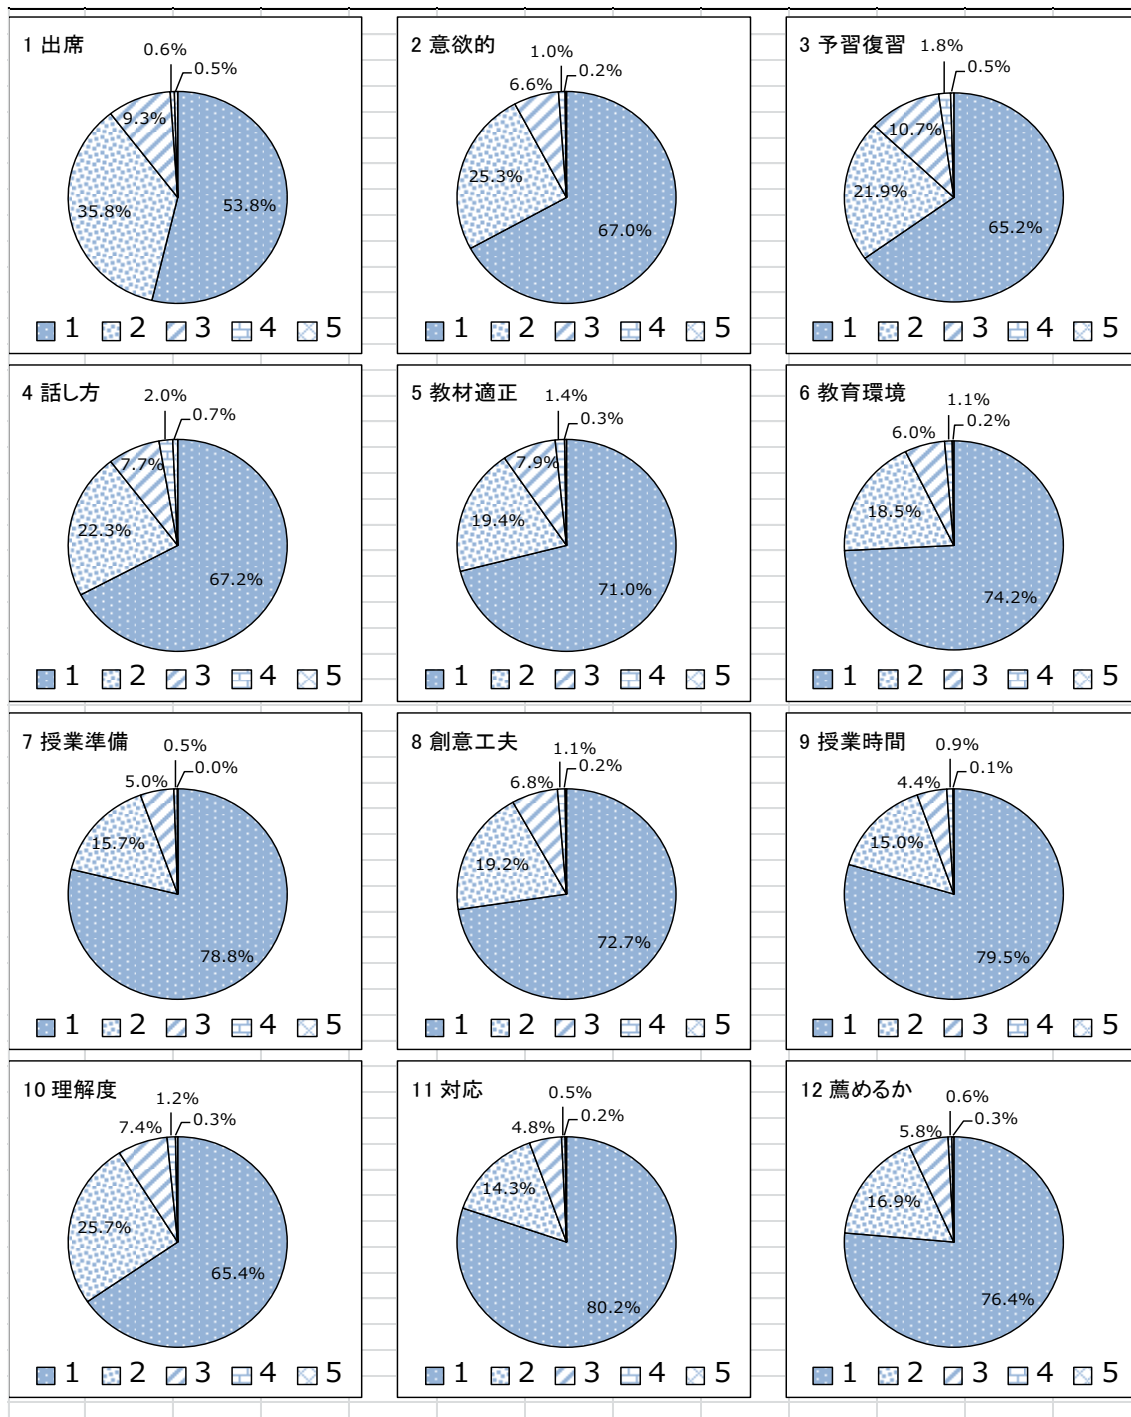 1 出席
0.6%
0.5%
9.3%
35.8%
53.8%
1 2 3 4 5
2 意欲的
1.0%
0.2%
6.6%
25.3%
67.0%
1 2 3 4 5
3 予習復習
1.8%
0.5%
10.7%
21.9%
65.2%
1 2 3 4 5
4 話し方
2.0%
0.7%
7.7%
22.3%
67.2%
1 2 3 4 5
5 教材適正
1.4%
0.3%
7.9%
19.4%
71.0%
1 2 3 4 5
6 教育環境
1.1%
0.2%
6.0%
18.5%
74.2%
1 2 3 4 5
7 授業準備
0.5%
0.0%
5.0%
15.7%
78.8%
1 2 3 4 5
8 創意工夫
1.1%
0.2%
6.8%
19.2%
72.7%
1 2 3 4 5
9 授業時間
0.9%
0.1%
4.4%
15.0%
79.5%
1 2 3 4 5
10 理解度
1.2%
0.3%
7.4%
25.7%
65.4%
1 2 3 4 5
11 対応
0.5%
0.2%
4.8%
14.3%
80.2%
1 2 3 4 5
12 薦めるか
0.6%
0.3%
5.8%
16.9%
76.4%
1 2 3 4 5